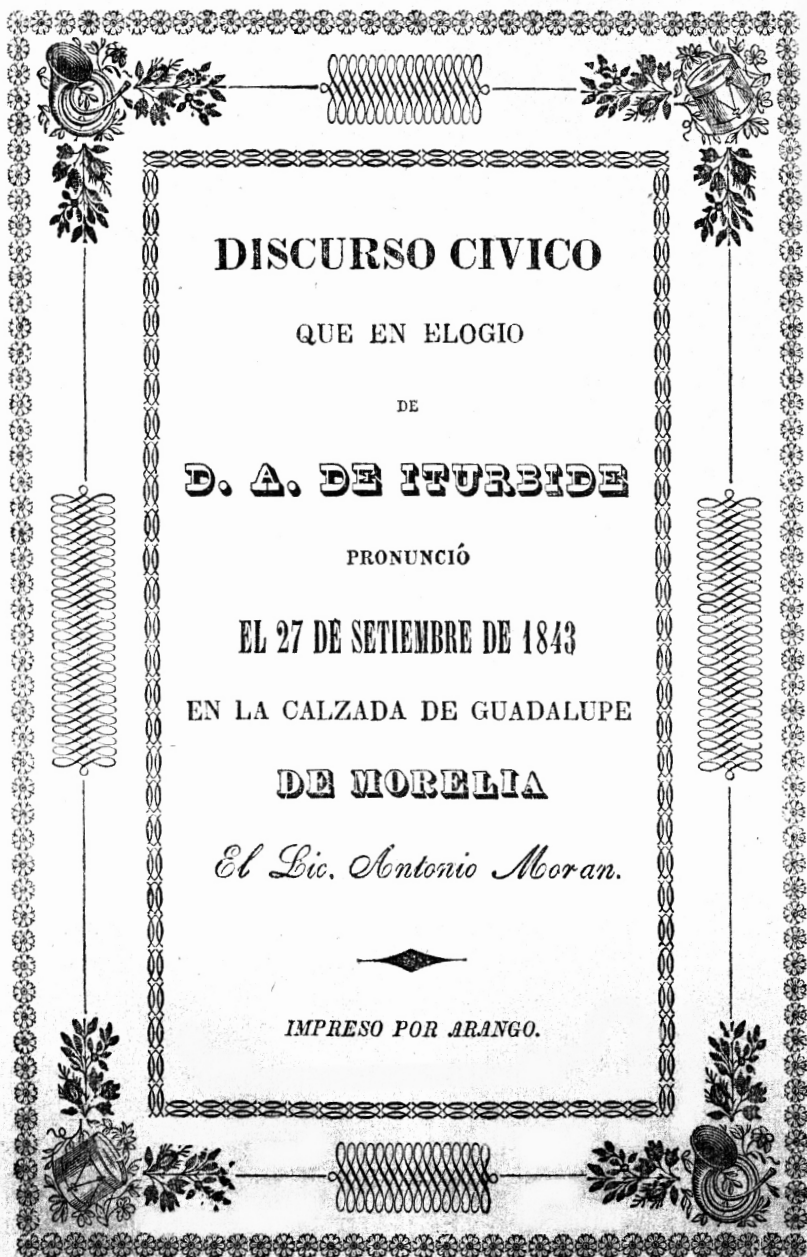 DISCURSO CIVICO
QUE EN ELOGIO
DE
D. A. DE ITURBIDE
PRONUNCIÓ
EL 27 DE SETIEMBRE DE 1843
EN LA CALZADA DE GUADALUPE
DE MORELIA
El Lic. Antonio Moran.
IMPRESO POR ARANGO.